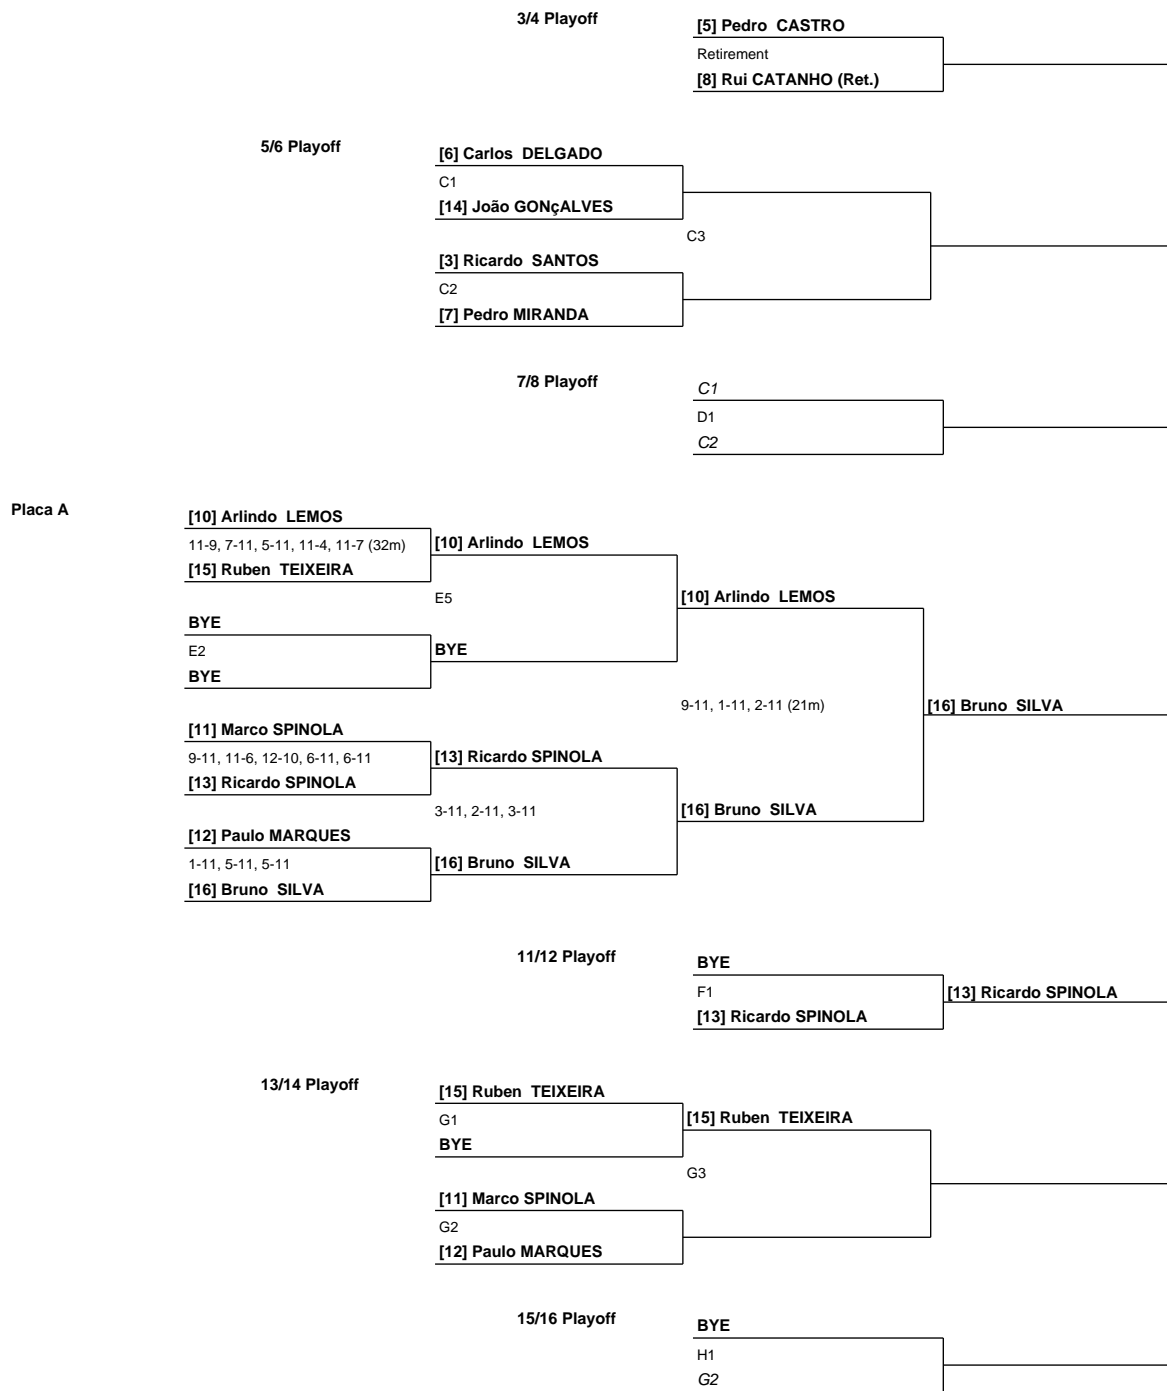 3/4 Playoff
[5] Pedro CASTRO
Retirement
[8] Rui CATANHO (Ret.)
5/6 Playoff
[6] Carlos DELGADO
C1
[14] João GONçALVES
C3
[3] Ricardo SANTOS
C2
[7] Pedro MIRANDA
7/8 Playoff
C1
D1
C2
Placa A
[10] Arlindo LEMOS
11-9, 7-11, 5-11, 11-4, 11-7 (32m)
[10] Arlindo LEMOS
[15] Ruben TEIXEIRA
E5
[10] Arlindo LEMOS
BYE
E2
BYE
BYE
9-11, 1-11, 2-11 (21m)
[16] Bruno SILVA
[11] Marco SPINOLA
9-11, 11-6, 12-10, 6-11, 6-11
[13] Ricardo SPINOLA
[13] Ricardo SPINOLA
3-11, 2-11, 3-11
[16] Bruno SILVA
[12] Paulo MARQUES
1-11, 5-11, 5-11
[16] Bruno SILVA
[16] Bruno SILVA
11/12 Playoff
BYE
F1
[13] Ricardo SPINOLA
[13] Ricardo SPINOLA
13/14 Playoff
[15] Ruben TEIXEIRA
G1
[15] Ruben TEIXEIRA
BYE
G3
[11] Marco SPINOLA
G2
[12] Paulo MARQUES
15/16 Playoff
BYE
H1
G2